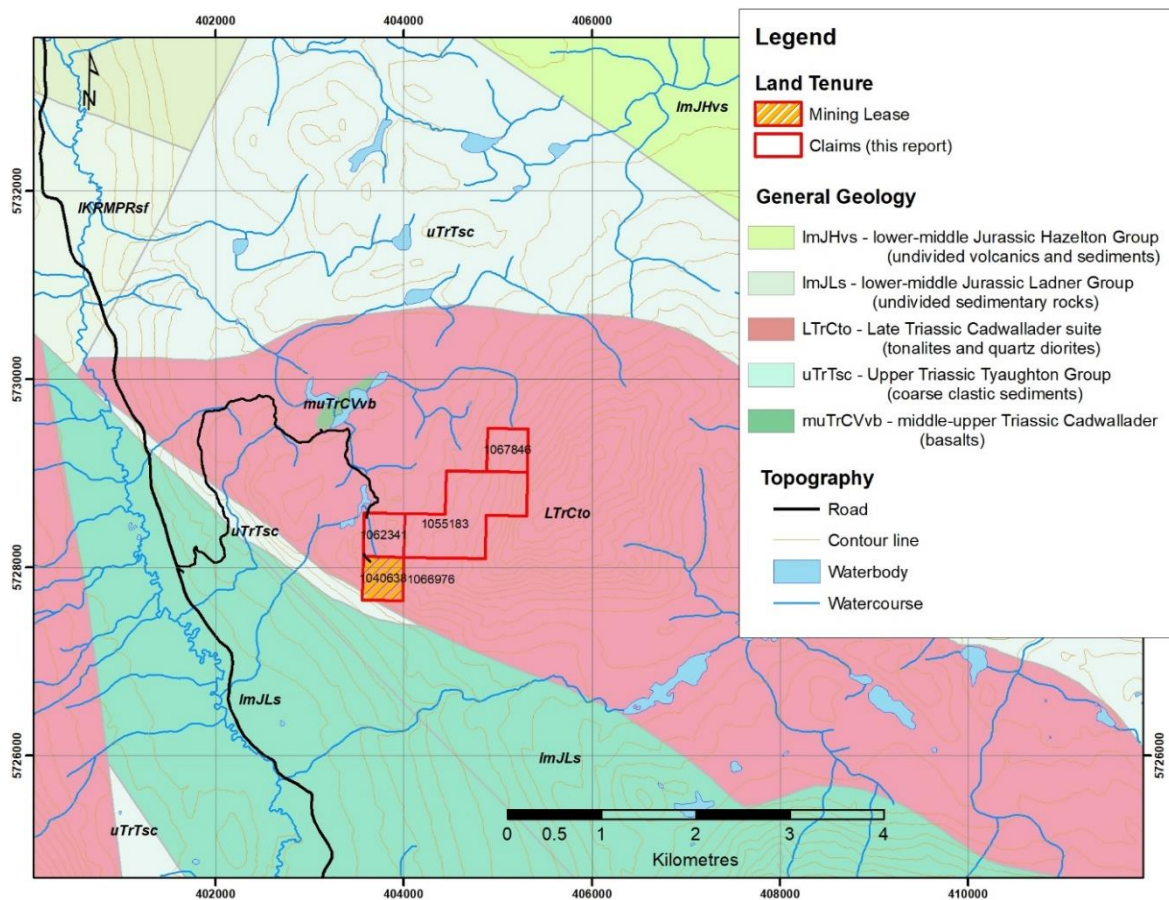 402000
404000
406000
N
5732000
5730000
5728000
5726000
lmJHvs
lKRMPRsf
uTrTsc
muTrCVvb
1067846
LTrCto
1055183
1062341
uTrTsc
1040638
1066976
lmJLs
lmJLs
uTrTsc
0 0.5 1 2 3 4
Kilometres
5726000
402000
404000
406000
408000
410000
Legend
Land Tenure
Mining Lease
Claims (this report)
General Geology
lmJHvs - lower-middle Jurassic Hazelton Group
(undivided volcanics and sediments)
lmJLs - lower-middle Jurassic Ladner Group
(undivided sedimentary rocks)
LTrCto - Late Triassic Cadwallader suite
(tonalites and quartz diorites)
uTrTsc - Upper Triassic Tyaughton Group
(coarse clastic sediments)
muTrCVvb - middle-upper Triassic Cadwallader
(basalts)
Topography
Road
Contour line
Waterbody
Watercourse